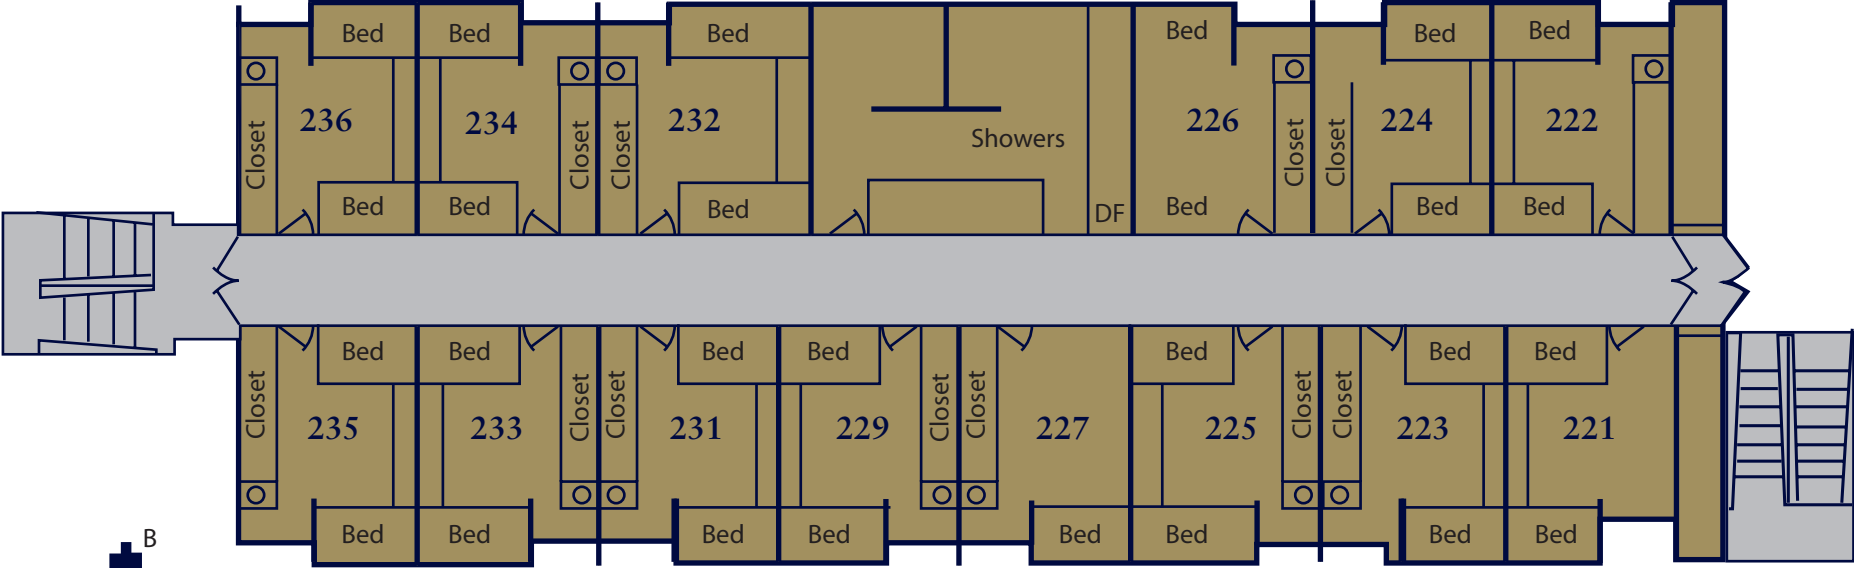 Bed Bed Bed Bed Bed Bed
236 234 232 226 224 222
Closet Closet Closet Showers Closet Closet
Bed Bed Bed DF Bed Bed Bed
Bed Bed Bed Bed Bed Bed Bed
Closet Closet Closet Closet Closet Closet Closet
235 233 231 229 227 225 223 221
Bed Bed Bed Bed Bed Bed Bed Bed
B